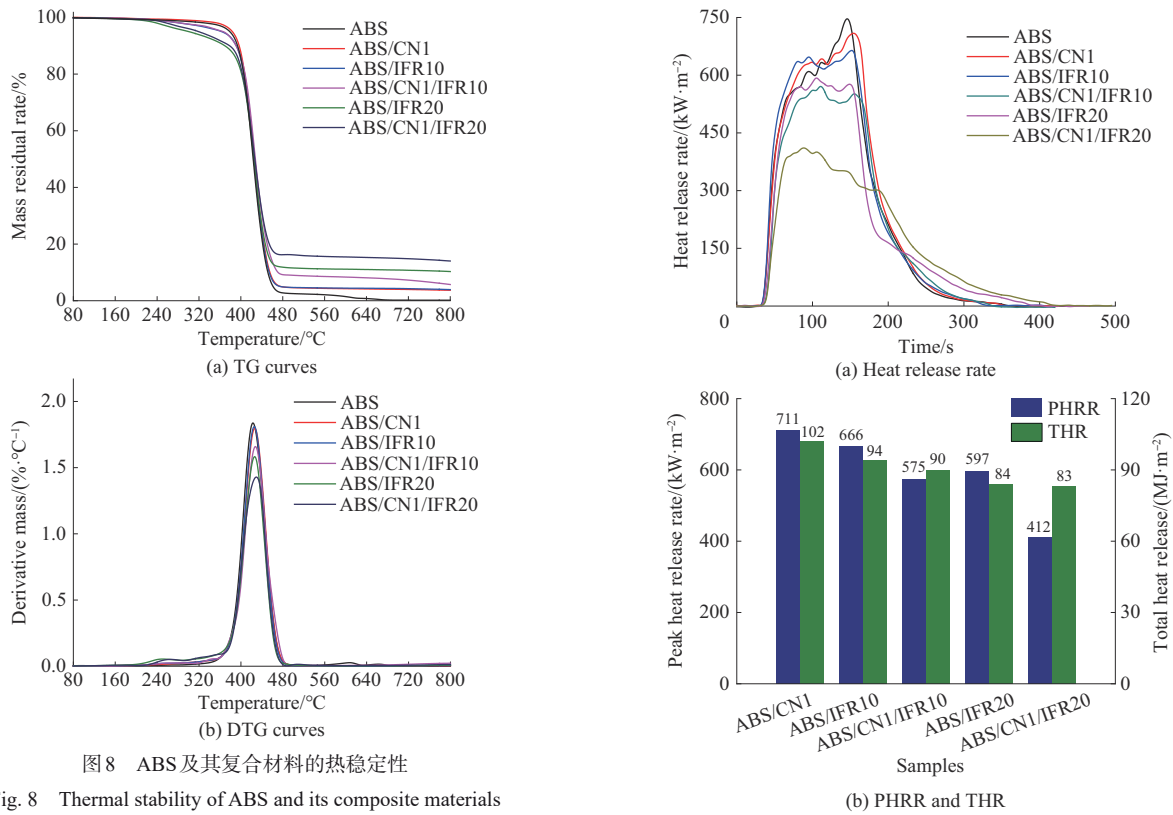 100
80
60
40
20
0
Mass residual rate/%
ABS
ABS/CN1
ABS/IFR10
ABS/CN1/IFR10
ABS/IFR20
ABS/CN1/IFR20
80 160 240 320 400 480 560 640 720 800
Temperature/°C
(a) TG curves
2.0
1.5
1.0
0.5
0.0
Derivative mass/(%·°C⁻¹)
ABS
ABS/CN1
ABS/IFR10
ABS/CN1/IFR10
ABS/IFR20
ABS/CN1/IFR20
80 160 240 320 400 480 560 640 720 800
Temperature/°C
(b) DTG curves
图8 ABS及其复合材料的热稳定性
ig. 8 Thermal stability of ABS and its composite materials
750
600
450
300
150
Heat release rate/(kW·m⁻²)
ABS
ABS/CN1
ABS/IFR10
ABS/CN1/IFR10
ABS/IFR20
ABS/CN1/IFR20
100 200 300 400 500
Time/s
(a) Heat release rate
800
600
400
200
0
Peak heat release rate/(kW·m⁻²)
PHRR
THR
711 102
666 94
575 90
597 84
412 83
120
90
60
30
0
Total heat release/(MJ·m⁻²)
ABS/CN1
ABS/IFR10
ABS/CN1/IFR10
ABS/IFR20
ABS/CN1/IFR20
Samples
(b) PHRR and THR